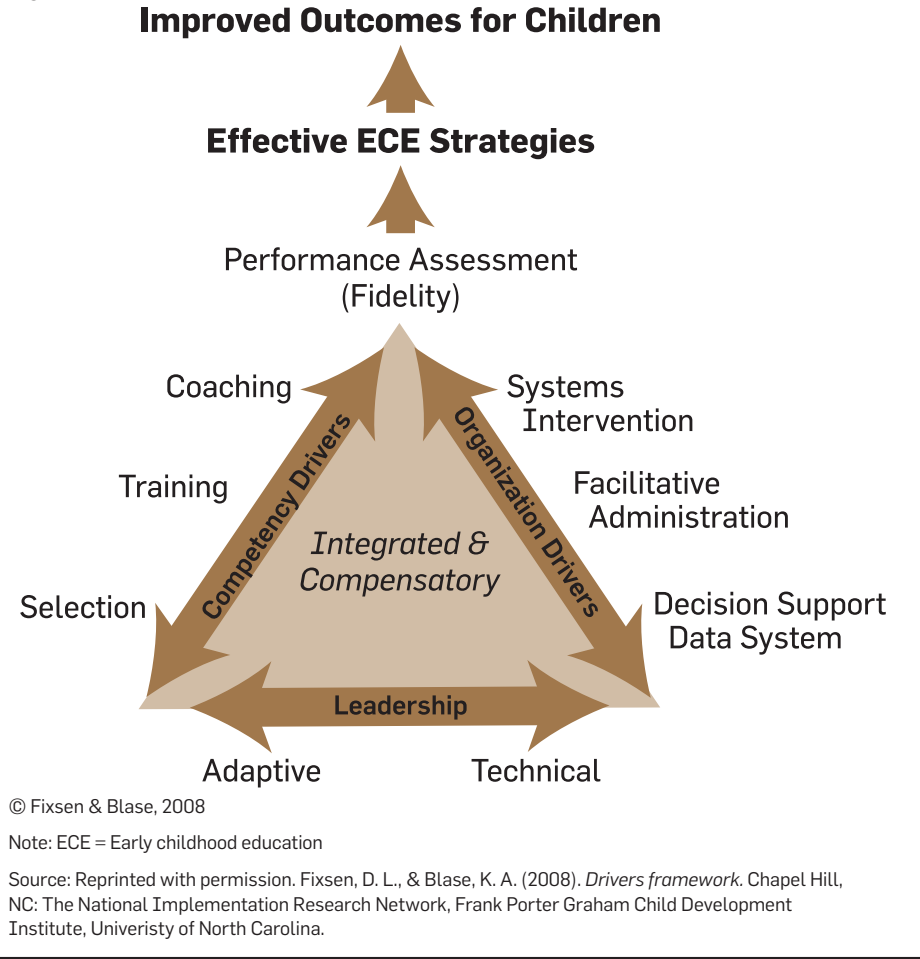 Improved Outcomes for Children
Effective ECE Strategies
Performance Assessment
(Fidelity)
Coaching
Systems
Intervention
Training
Facilitative
Administration
Competency Drivers
Organization Drivers
Integrated &
Compensatory
Selection
Decision Support
Data System
Leadership
Adaptive
Technical
© Fixsen & Blase, 2008
Note: ECE = Early childhood education
Source: Reprinted with permission. Fixsen, D. L., & Blase, K. A. (2008). Drivers framework. Chapel Hill,
NC: The National Implementation Research Network, Frank Porter Graham Child Development
Institute, Univeristy of North Carolina.